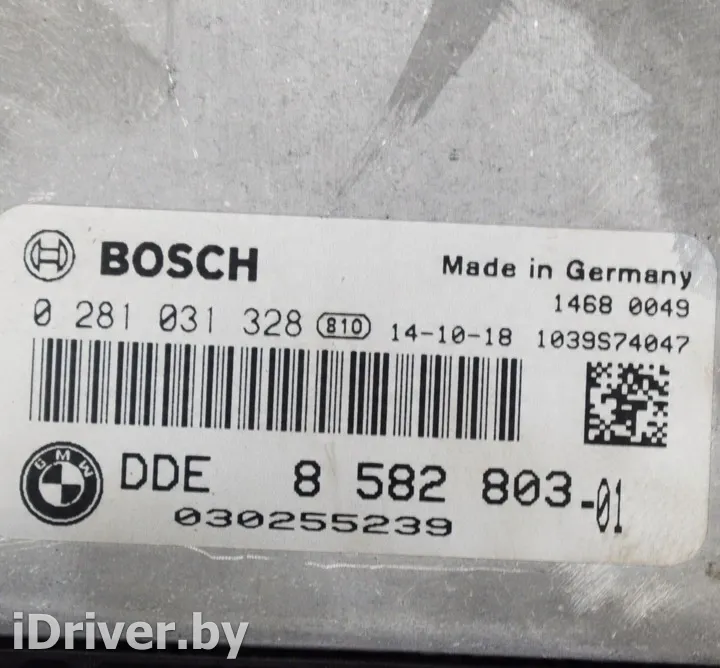 BOSCH
Made in Germany
1468 0049
0 281 031 328 810 14-10-18 1039S74047
BMW DDE 8 582 803-01
030255239
iDriver.by